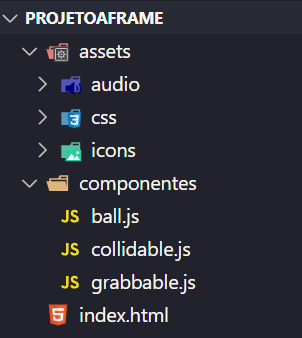 PROJETOAFRAME
assets
audio
css
icons
componentes
JS ball.js
JS collidable.js
JS grabbable.js
index.html